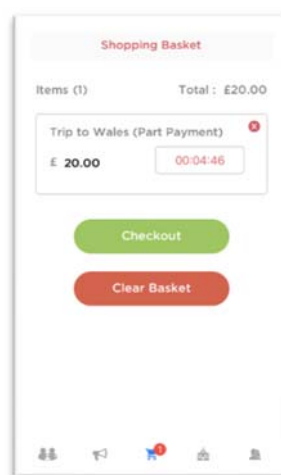 Shopping Basket
Items (1) Total : £20.00
Trip to Wales (Part Payment)
£ 20.00 00:04:46
Checkout
Clear Basket
1